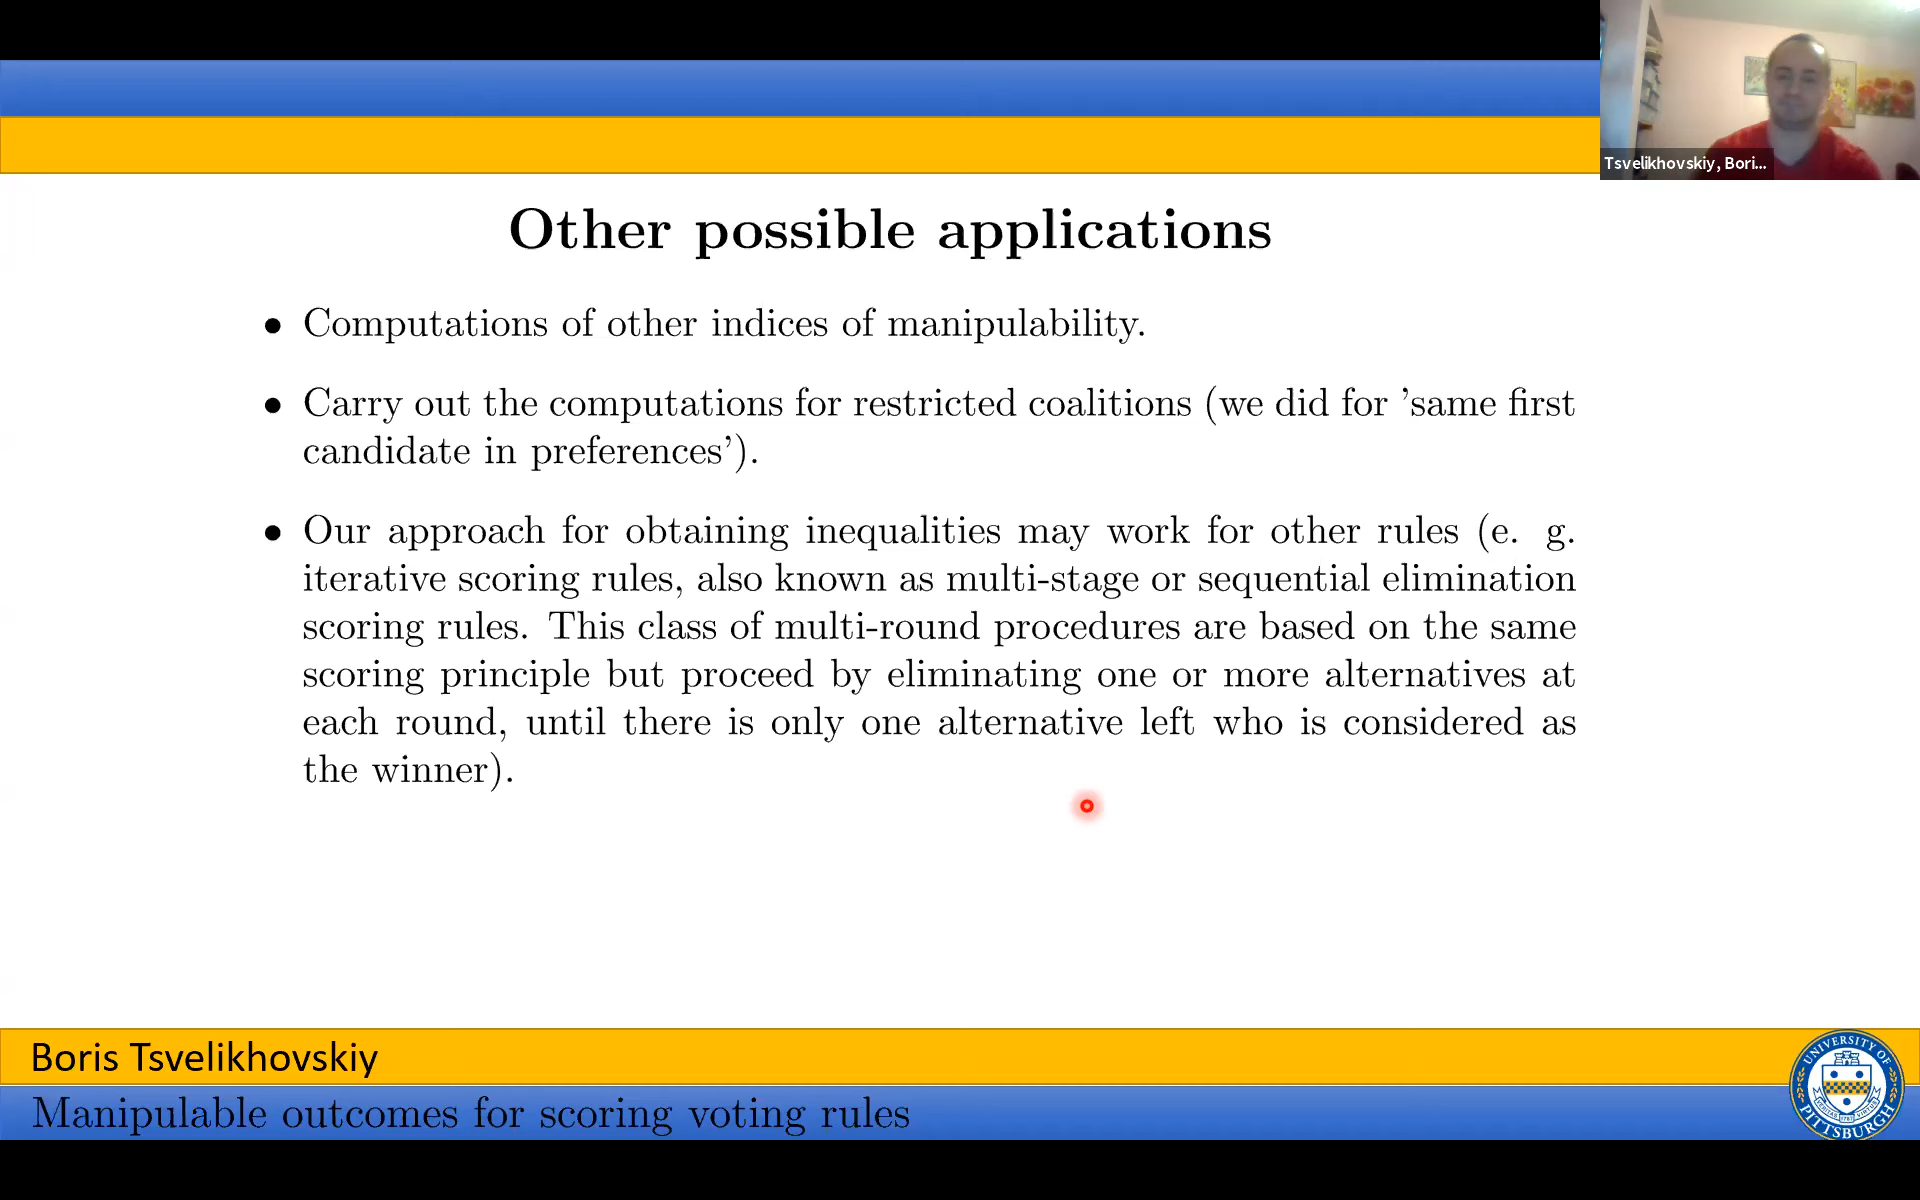 Tsvelikhovskiy, Bori...
Other possible applications
• Computations of other indices of manipulability.
• Carry out the computations for restricted coalitions (we did for 'same first
candidate in preferences').
• Our approach for obtaining inequalities may work for other rules (e. g.
iterative scoring rules, also known as multi-stage or sequential elimination
scoring rules. This class of multi-round procedures are based on the same
scoring principle but proceed by eliminating one or more alternatives at
each round, until there is only one alternative left who is considered as
the winner).
Boris Tsvelikhovskiy
Manipulable outcomes for scoring voting rules
UNIVERSITY OF
PITTSBURGH